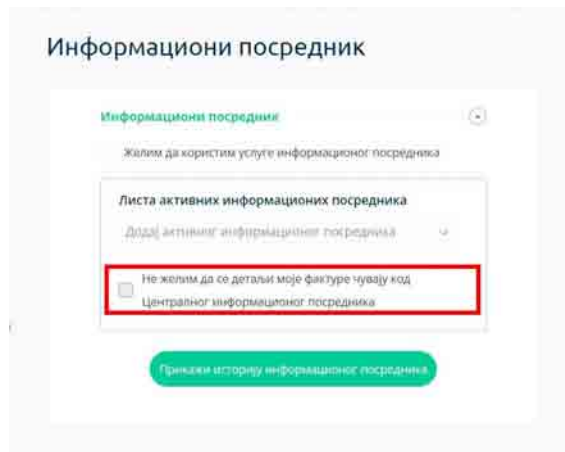 Информациони посредник
Информациони посредник
Желим да користим услуге информационог посредника
Листа активних информационих посредника
Додај активног информационог посредника
Не желим да се детаљи моје фактуре чувају код
Централног информационог посредника
Прикажи историју информационог посредника